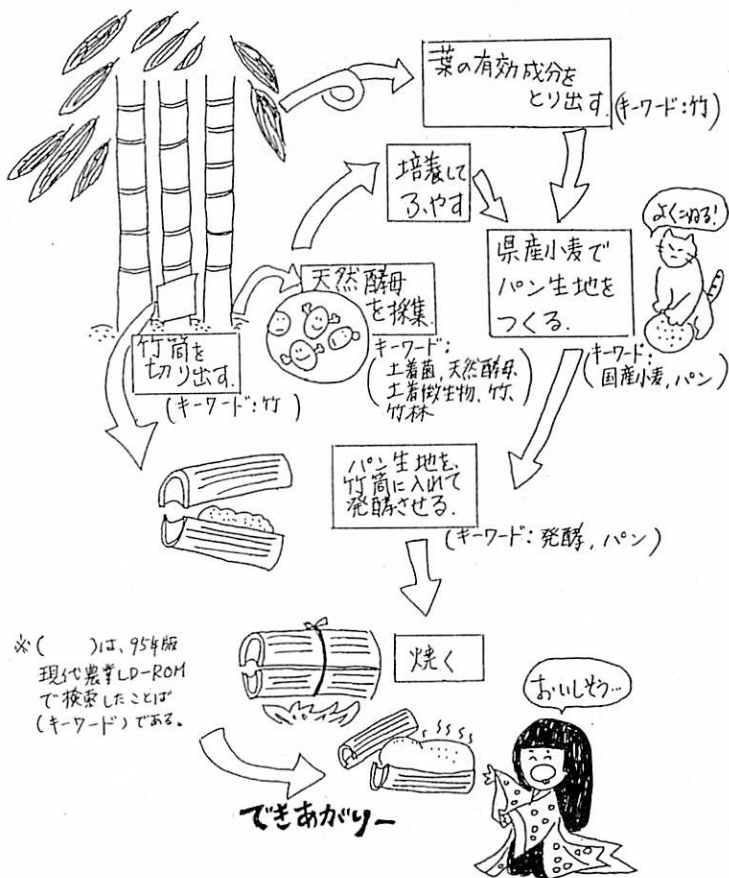 葉の有効成分を
とり出す.
(キーワード:竹)
培養して
ふやす
よくこねる!
県産小麦で
パン生地を
つくる.
(キーワード:
国産小麦,パン)
天然酵母
を採集.
キーワード:
(土着菌,天然酵母,
土着微生物、竹、
竹林)
竹筒を
切り出す.
(キーワード:竹)
パン生地を、
竹筒に入れて
発酵させる.
(キーワード:発酵,パン)
焼く
※( )は、95年版
現代農業LD-ROM
で検索したことば
(キーワード)である。
おいしそう…
できあがりー